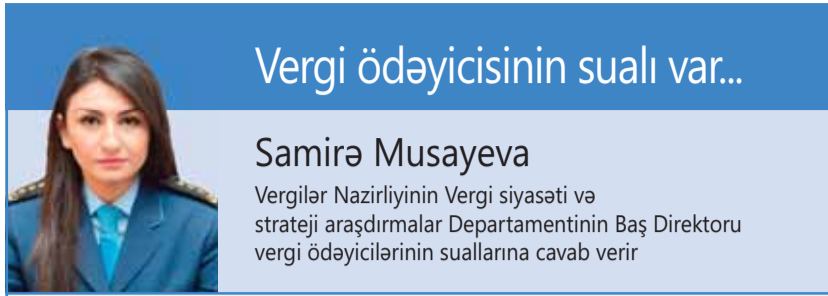 Vergi ödəyicisinin sualı var...
Samirə Musayeva
Vergilər Nazirliyinin Vergi siyasəti və
strateji araşdırmalar Departamentinin Baş Direktoru
vergi ödəyicilərinin suallarına cavab verir